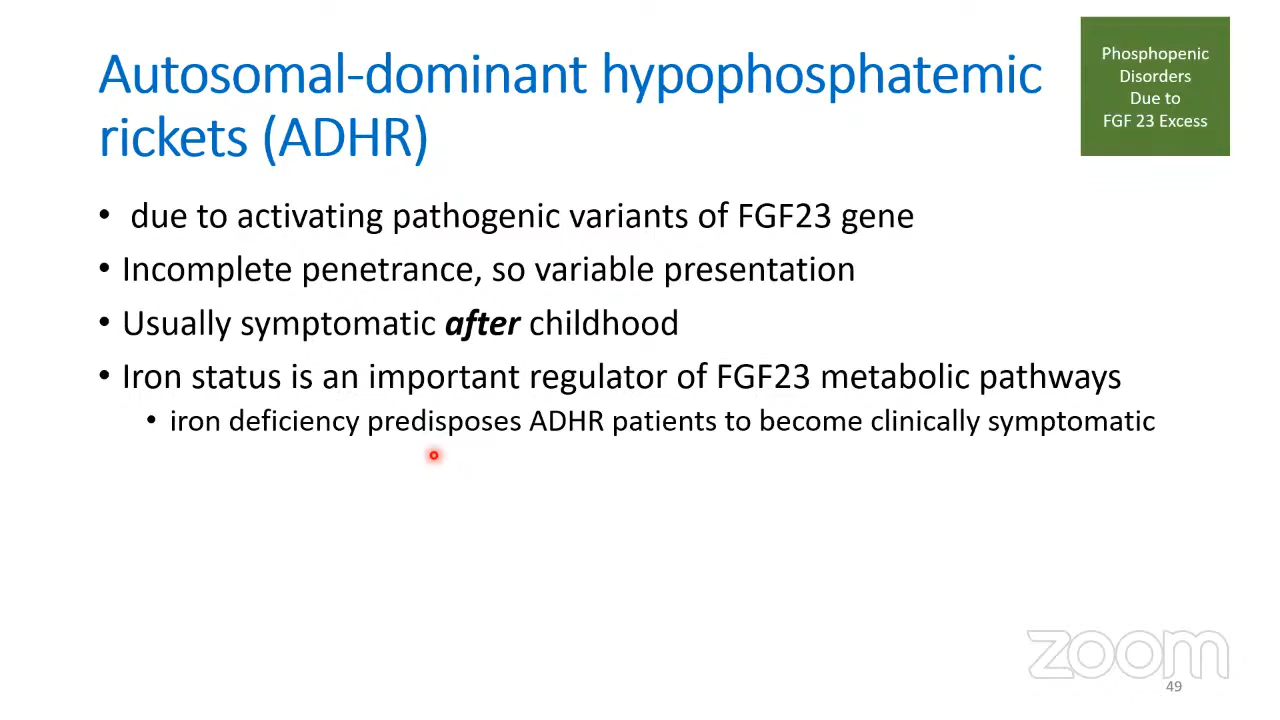 Autosomal-dominant hypophosphatemic
rickets (ADHR)
Phosphopenic
Disorders
Due to
FGF 23 Excess
• due to activating pathogenic variants of FGF23 gene
• Incomplete penetrance, so variable presentation
• Usually symptomatic after childhood
• Iron status is an important regulator of FGF23 metabolic pathways
• iron deficiency predisposes ADHR patients to become clinically symptomatic
zoom
49